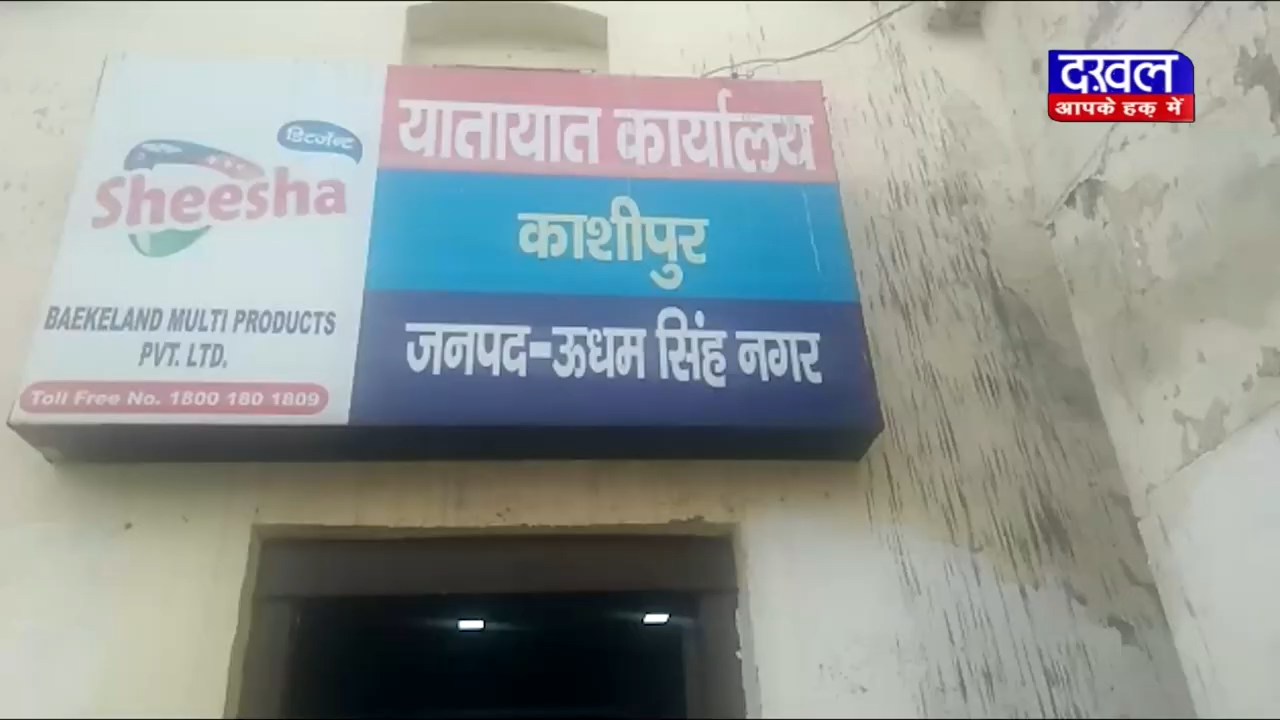 डिटर्जेन्ट
Sheesha
BAEKELAND MULTI PRODUCTS
PVT. LTD.
Toll Free No. 1800 180 1809
यातायात कार्यालय
काशीपुर
जनपद-ऊधम सिंह नगर
दख़ल
आपके हक़ में